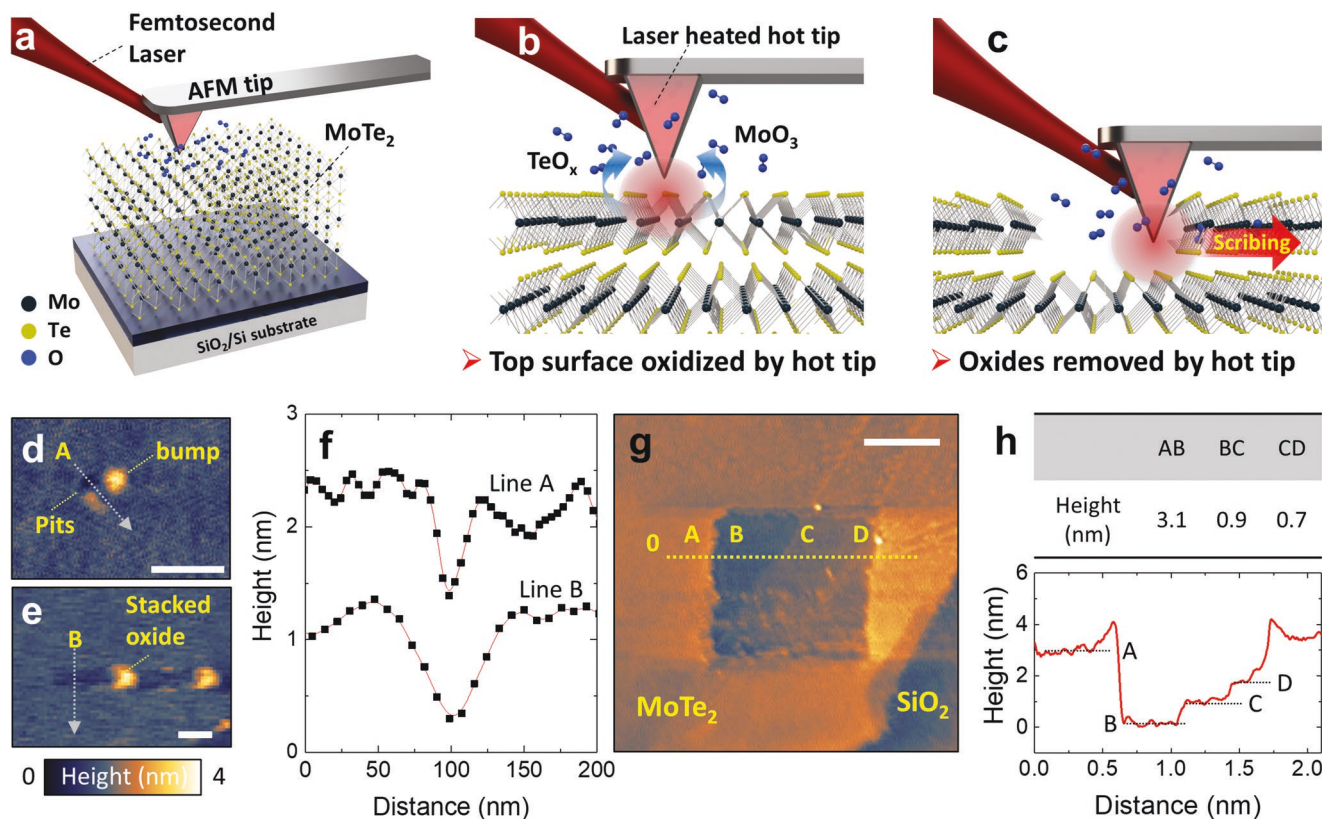 a
Femtosecond
Laser
AFM tip
MoTe₂
Mo
Te
O
SiO₂/Si substrate
b
Laser heated hot tip
TeOₓ
MoO₃
➢ Top surface oxidized by hot tip
c
Scribing
➢ Oxides removed by hot tip
d
A
bump
Pits
e
B
Stacked
oxide
0 Height (nm) 4
f
Height (nm)
3
2
1
0
Line A
Line B
0 50 100 150 200
Distance (nm)
g
0 A B C D
MoTe₂
SiO₂
h
AB BC CD
Height
(nm) 3.1 0.9 0.7
Height (nm)
6
4
2
0
A
B
C
D
0.0 0.5 1.0 1.5 2.0
Distance (nm)